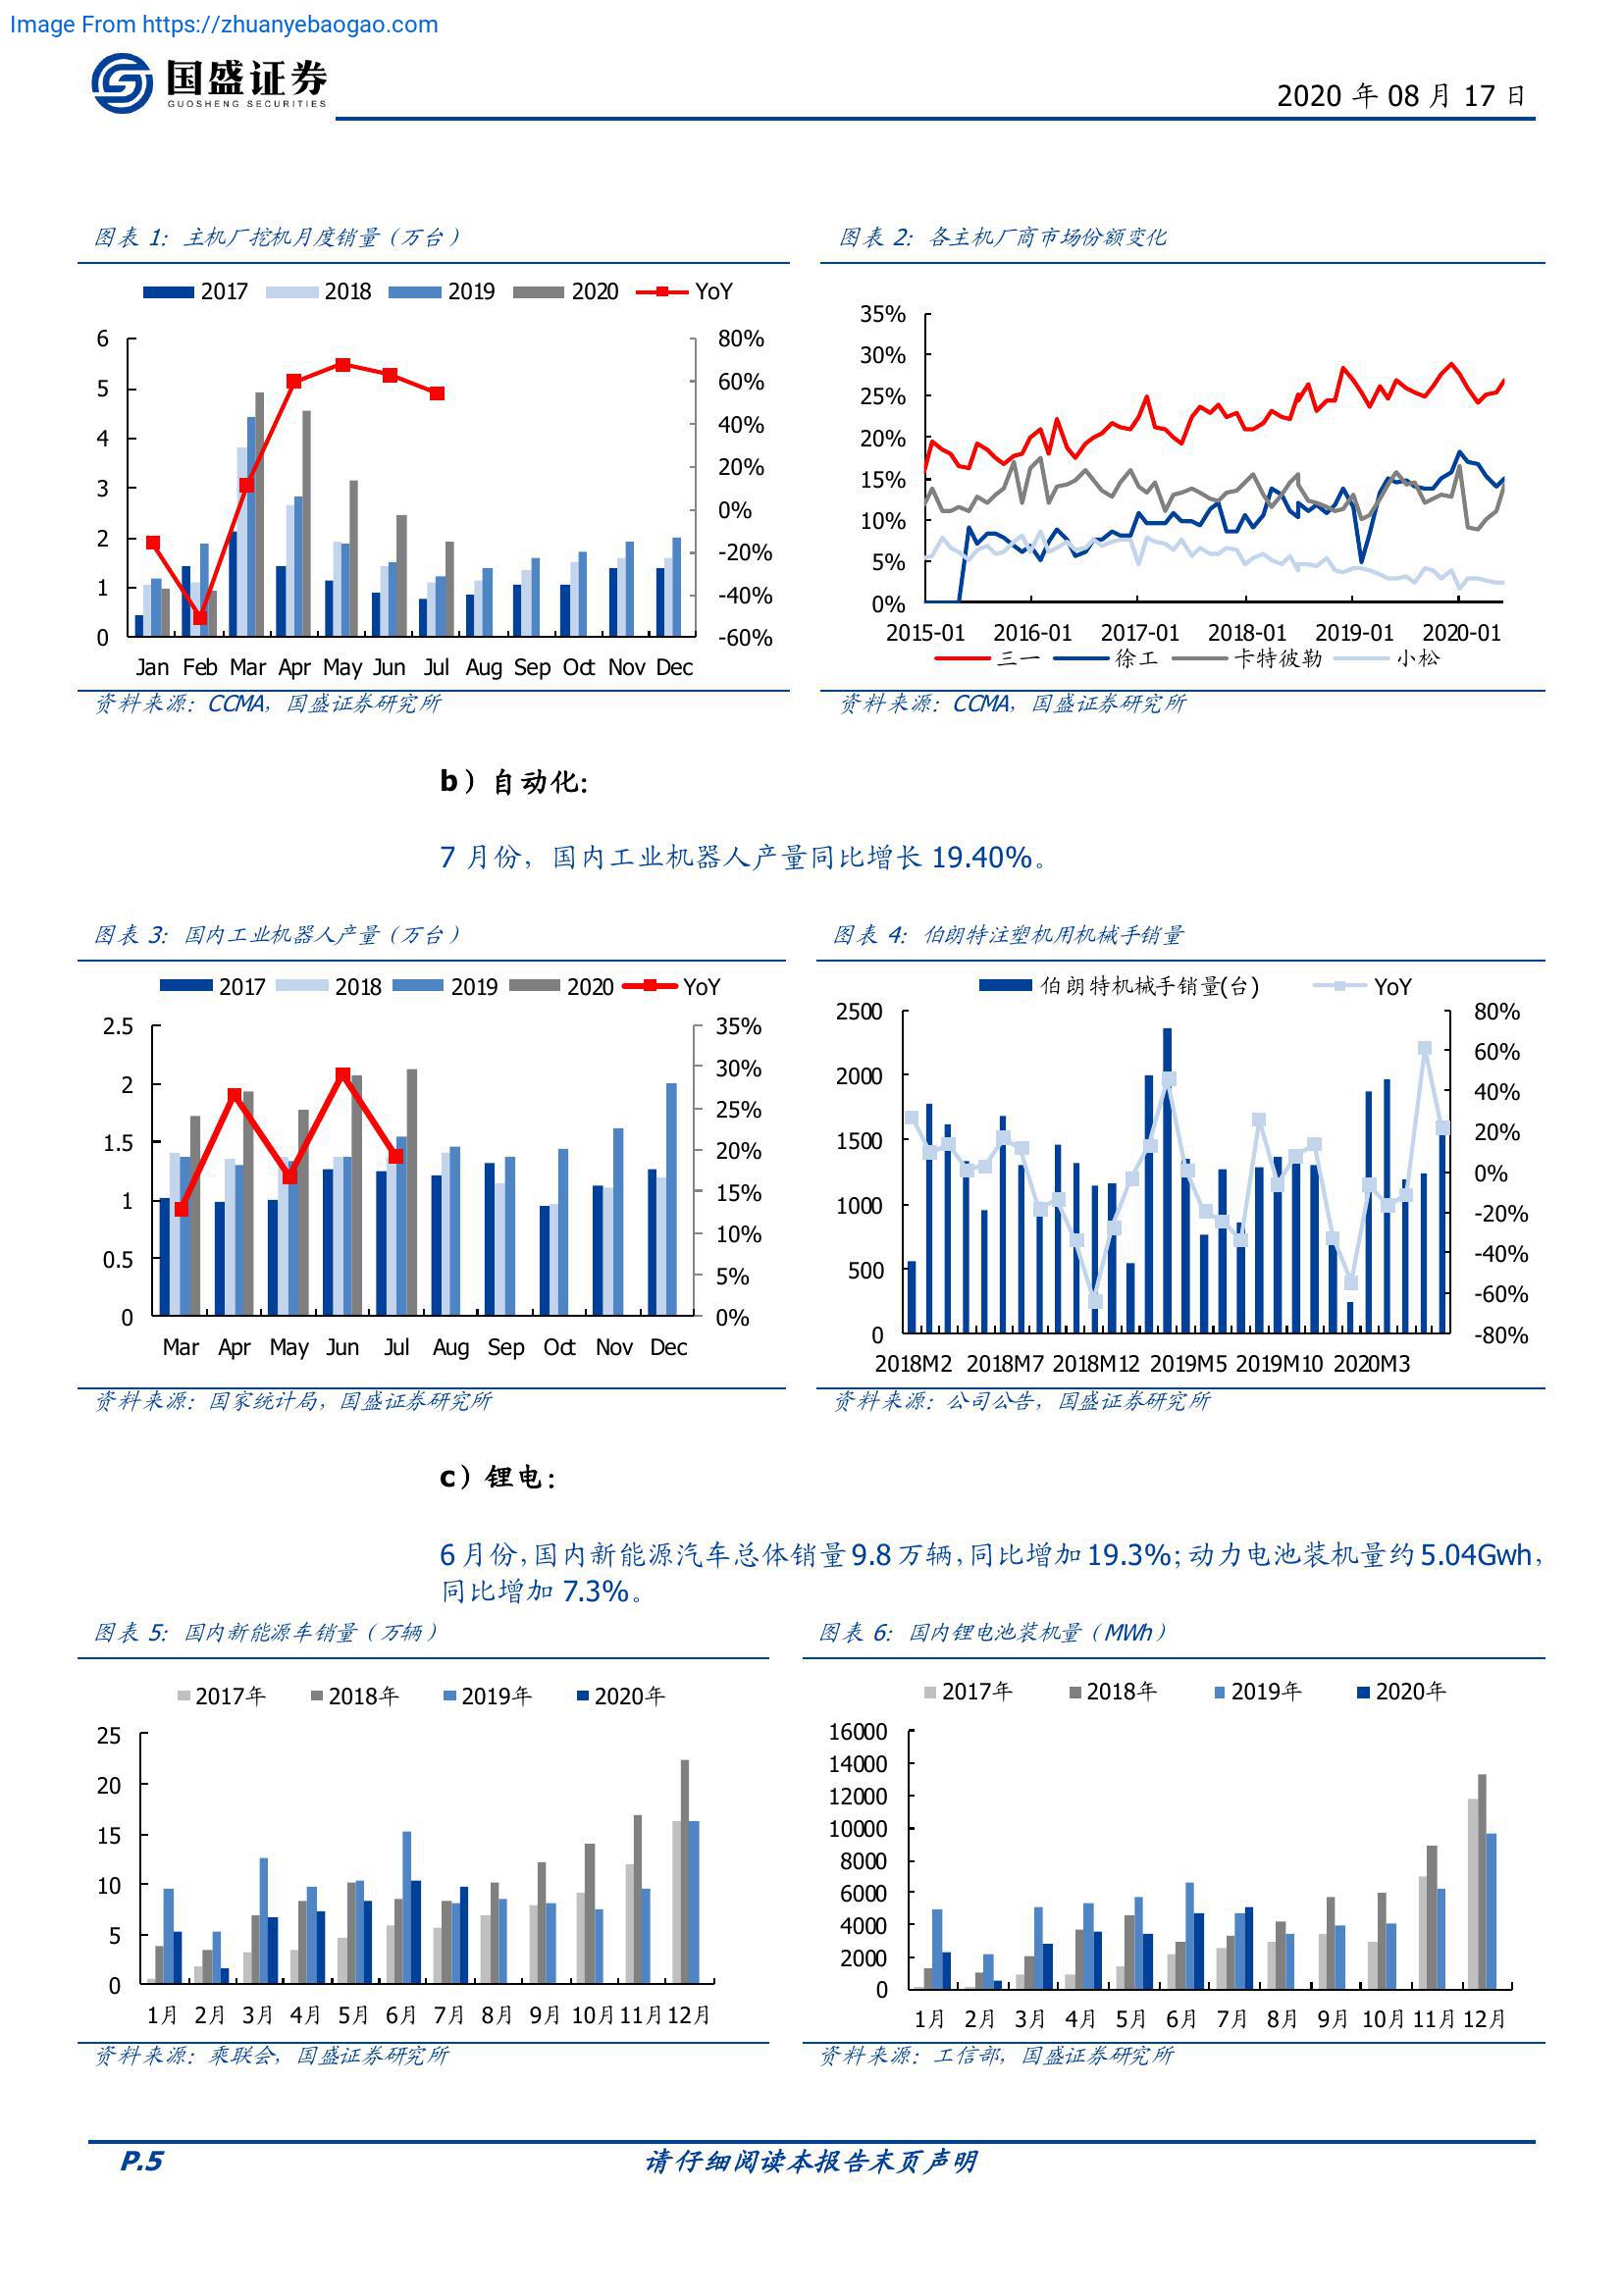 Image From https://zhuanyebaogao.com
国盛证券
GUOSHENG SECURITIES
2020 年 08 月 17 日
图表 1：主机厂挖机月度销量（万台）
2017 2018 2019 2020 YoY
6
5
4
3
2
1
0
80%
60%
40%
20%
0%
-20%
-40%
-60%
Jan Feb Mar Apr May Jun Jul Aug Sep Oct Nov Dec
资料来源：CCMA，国盛证券研究所
图表 2：各主机厂商市场份额变化
35%
30%
25%
20%
15%
10%
5%
0%
2015-01 2016-01 2017-01 2018-01 2019-01 2020-01
三一 徐工 卡特彼勒 小松
资料来源：CCMA，国盛证券研究所
b）自动化：
7 月份，国内工业机器人产量同比增长 19.40%。
图表 3：国内工业机器人产量（万台）
2017 2018 2019 2020 YoY
2.5
2
1.5
1
0.5
0
35%
30%
25%
20%
15%
10%
5%
0%
Mar Apr May Jun Jul Aug Sep Oct Nov Dec
资料来源：国家统计局，国盛证券研究所
图表 4：伯朗特注塑机用机械手销量
伯朗特机械手销量(台) YoY
2500
2000
1500
1000
500
0
80%
60%
40%
20%
0%
-20%
-40%
-60%
-80%
2018M2 2018M7 2018M12 2019M5 2019M10 2020M3
资料来源：公司公告，国盛证券研究所
c）锂电：
6 月份，国内新能源汽车总体销量 9.8 万辆，同比增加 19.3%；动力电池装机量约 5.04Gwh，
同比增加 7.3%。
图表 5：国内新能源车销量（万辆）
2017年 2018年 2019年 2020年
25
20
15
10
5
0
1月 2月 3月 4月 5月 6月 7月 8月 9月 10月 11月 12月
资料来源：乘联会，国盛证券研究所
图表 6：国内锂电池装机量（MWh）
2017年 2018年 2019年 2020年
16000
14000
12000
10000
8000
6000
4000
2000
0
1月 2月 3月 4月 5月 6月 7月 8月 9月 10月 11月 12月
资料来源：工信部，国盛证券研究所
P.5 请仔细阅读本报告末页声明